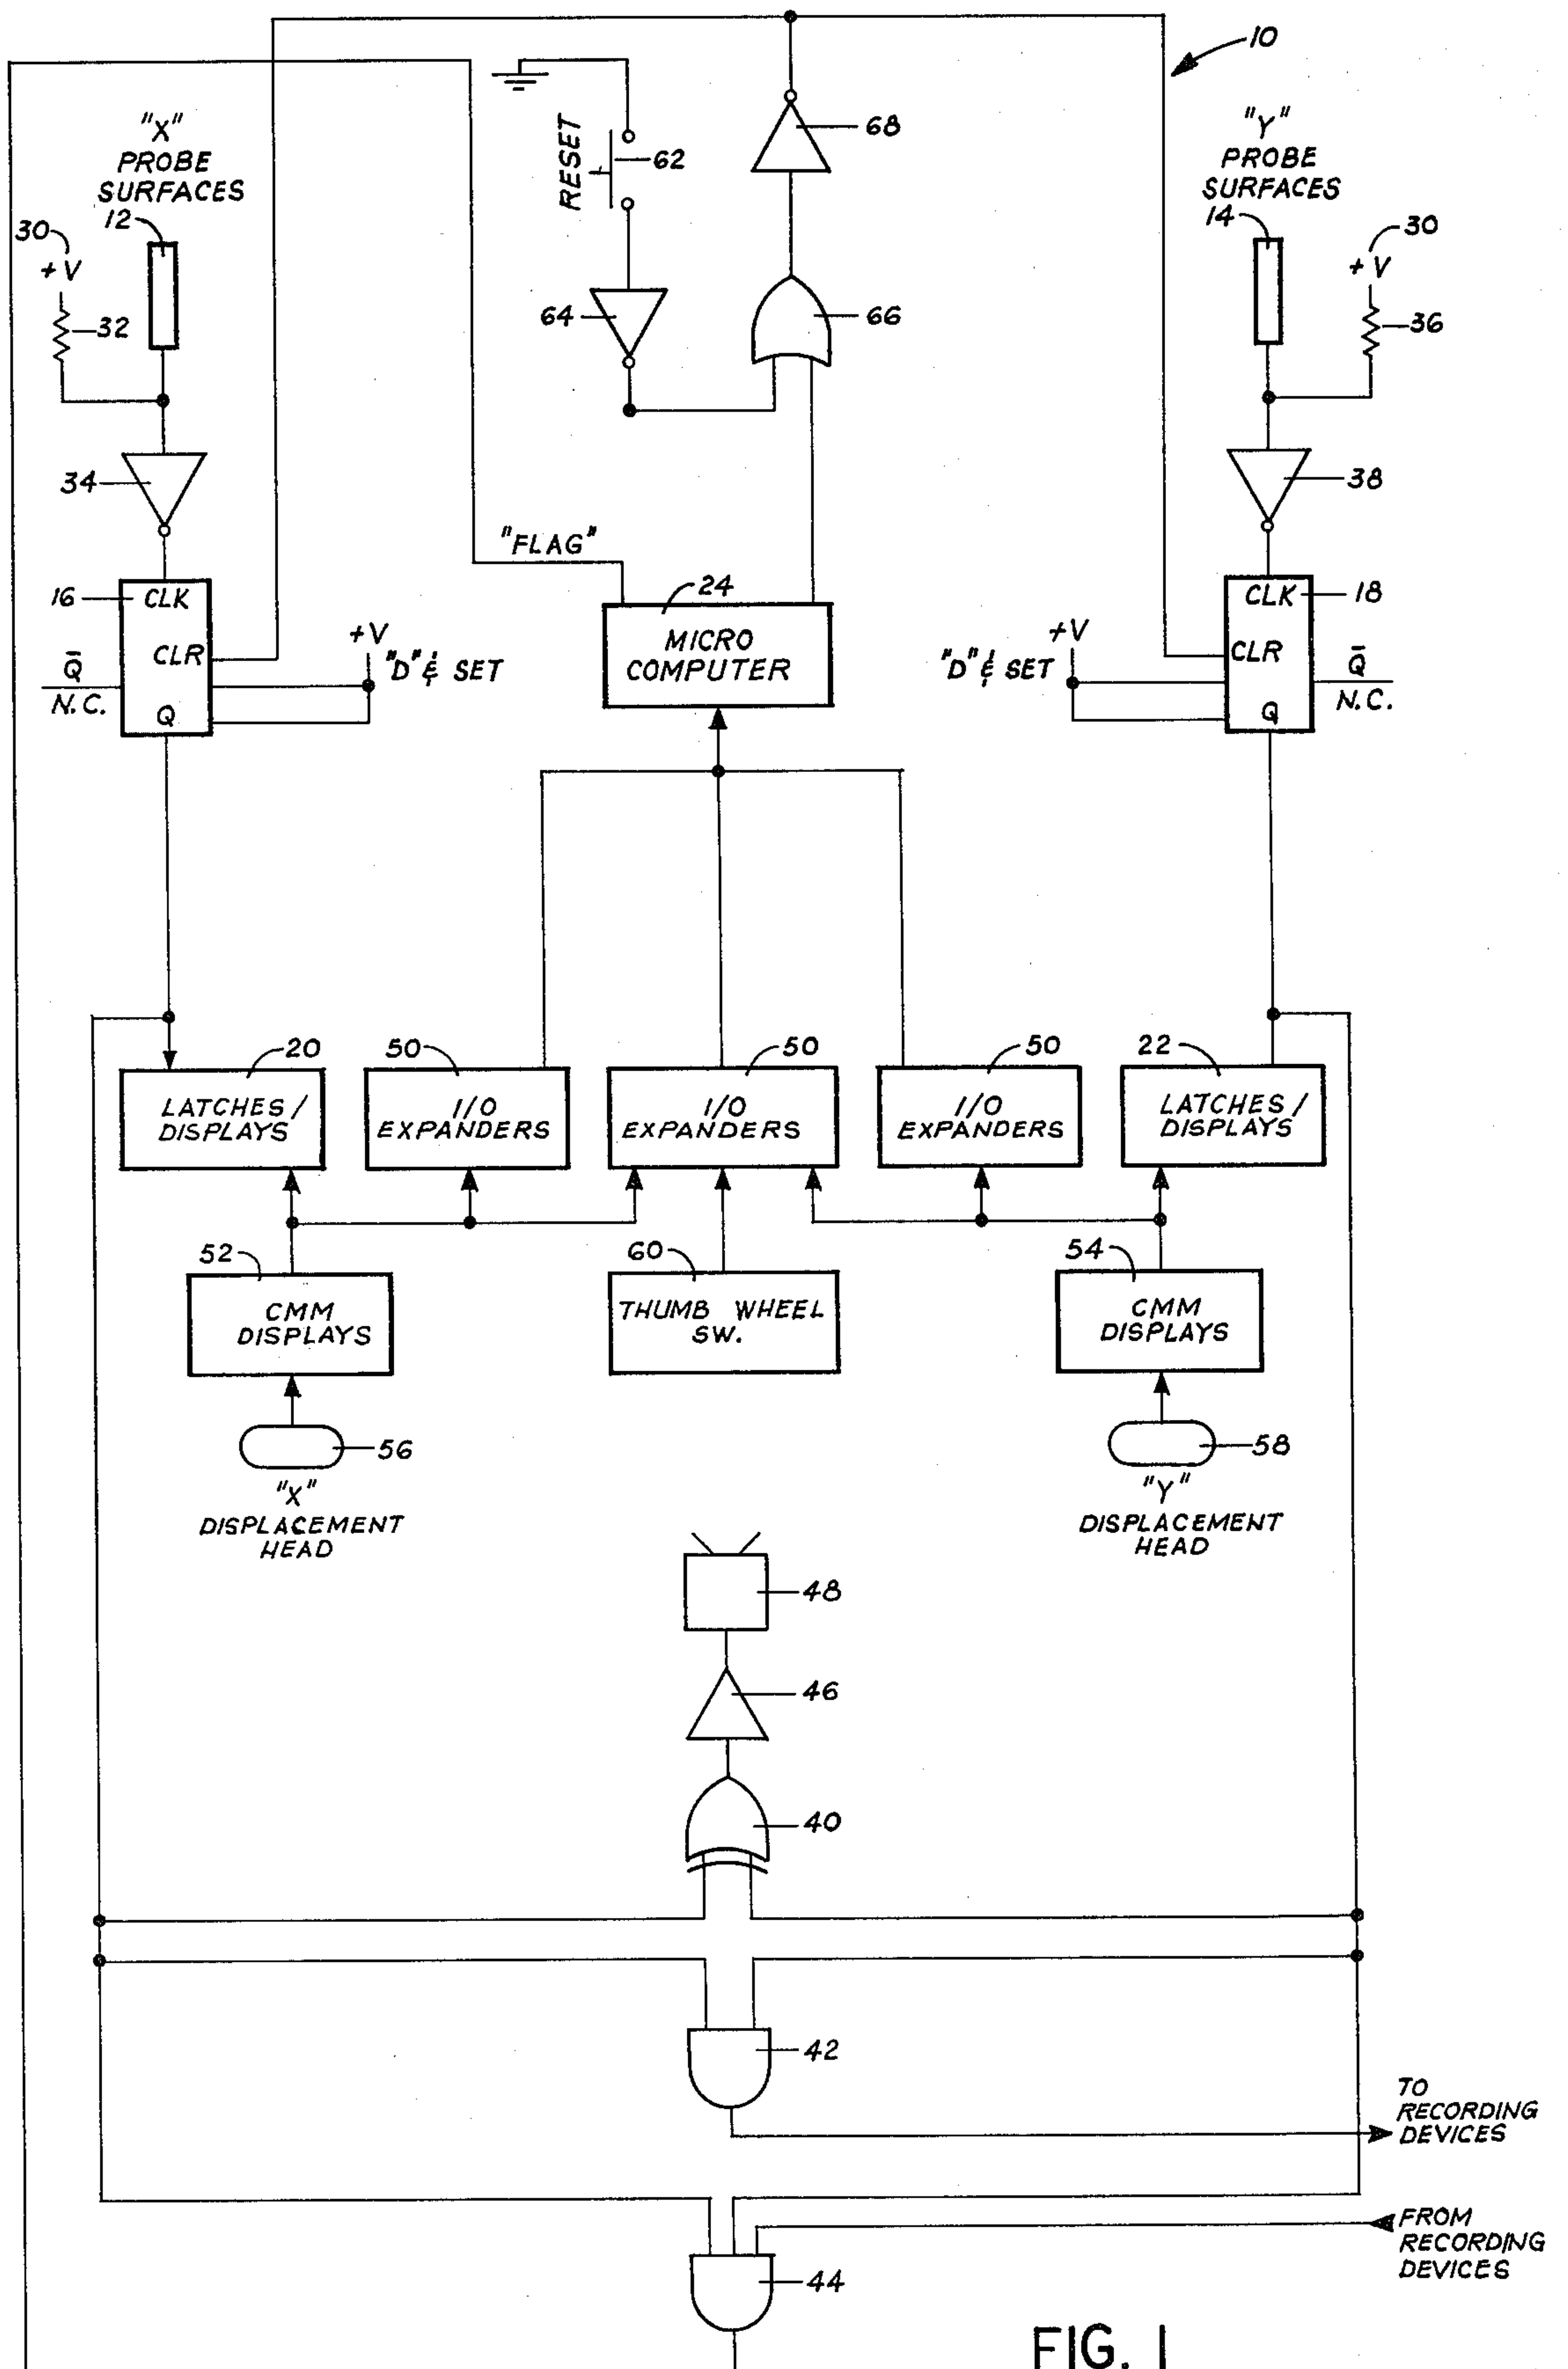 10
"X"
PROBE
SURFACES
12
30
+V
32
34
RESET
62
64
68
66
"Y"
PROBE
SURFACES
14
30
+V
36
38
"FLAG"
16
CLK
CLR
Q̄
N.C.
Q
+V
"D" & SET
24
MICRO
COMPUTER
+V
"D" & SET
CLK
18
CLR
Q̄
N.C.
Q
20
LATCHES/
DISPLAYS
50
I/O
EXPANDERS
50
I/O
EXPANDERS
50
I/O
EXPANDERS
22
LATCHES/
DISPLAYS
52
CMM
DISPLAYS
60
THUMB WHEEL
SW.
54
CMM
DISPLAYS
56
"X"
DISPLACEMENT
HEAD
58
"Y"
DISPLACEMENT
HEAD
48
46
40
42
TO
RECORDING
DEVICES
FROM
RECORDING
DEVICES
44
FIG. 1